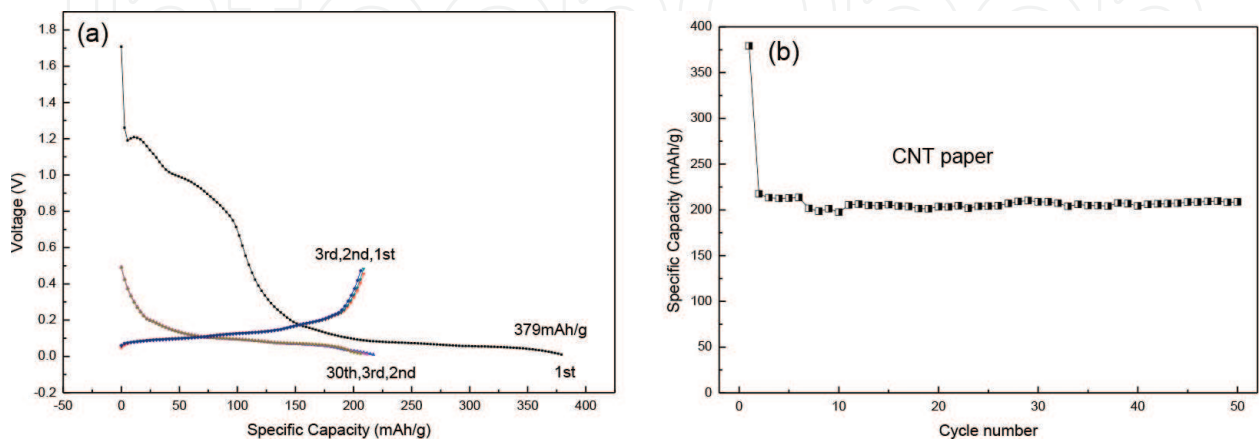 (a)
1.8
1.6
1.4
1.2
1.0
0.8
0.6
0.4
0.2
0.0
-0.2
Voltage (V)
3rd,2nd,1st
379mAh/g
1st
30th,3rd,2nd
-50 0 50 100 150 200 250 300 350 400
Specific Capacity (mAh/g)
(b)
400
350
300
250
200
150
100
50
0
Specific Capacity (mAh/g)
CNT paper
0 10 20 30 40 50
Cycle number